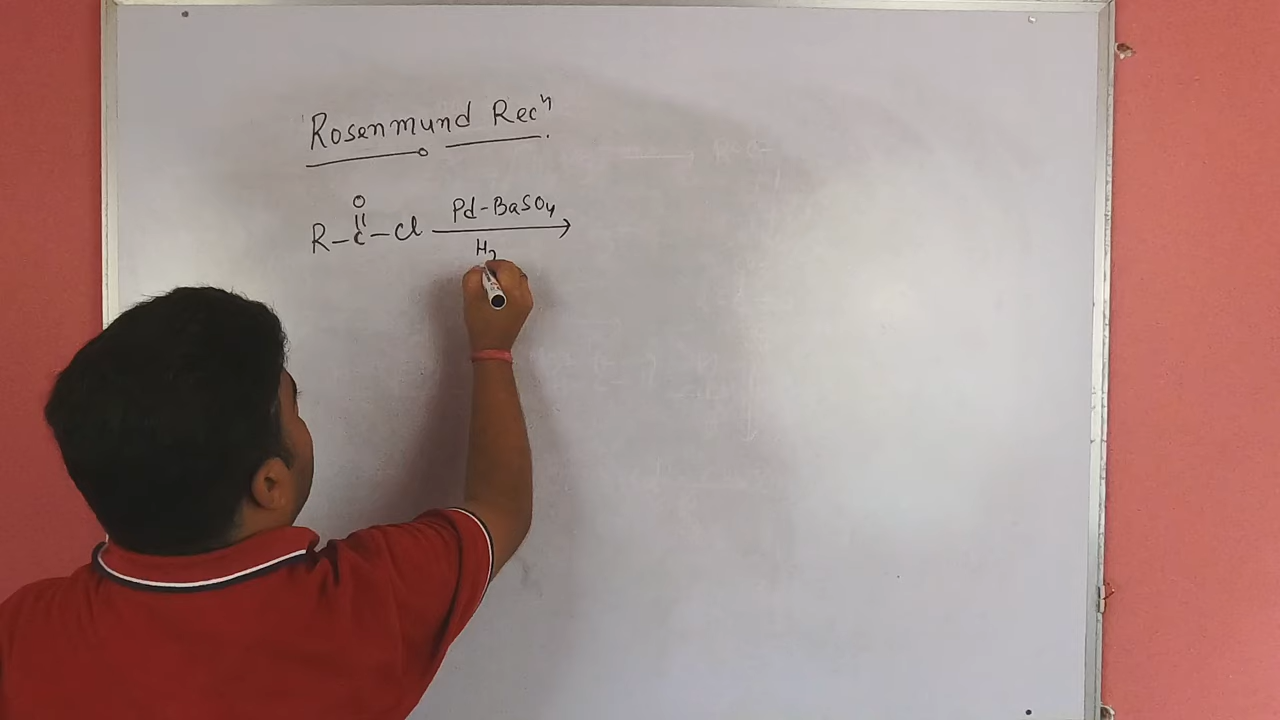 Rosenmund Recⁿ
O
||
R-C-Cl Pd-BaSO₄ →
H₂